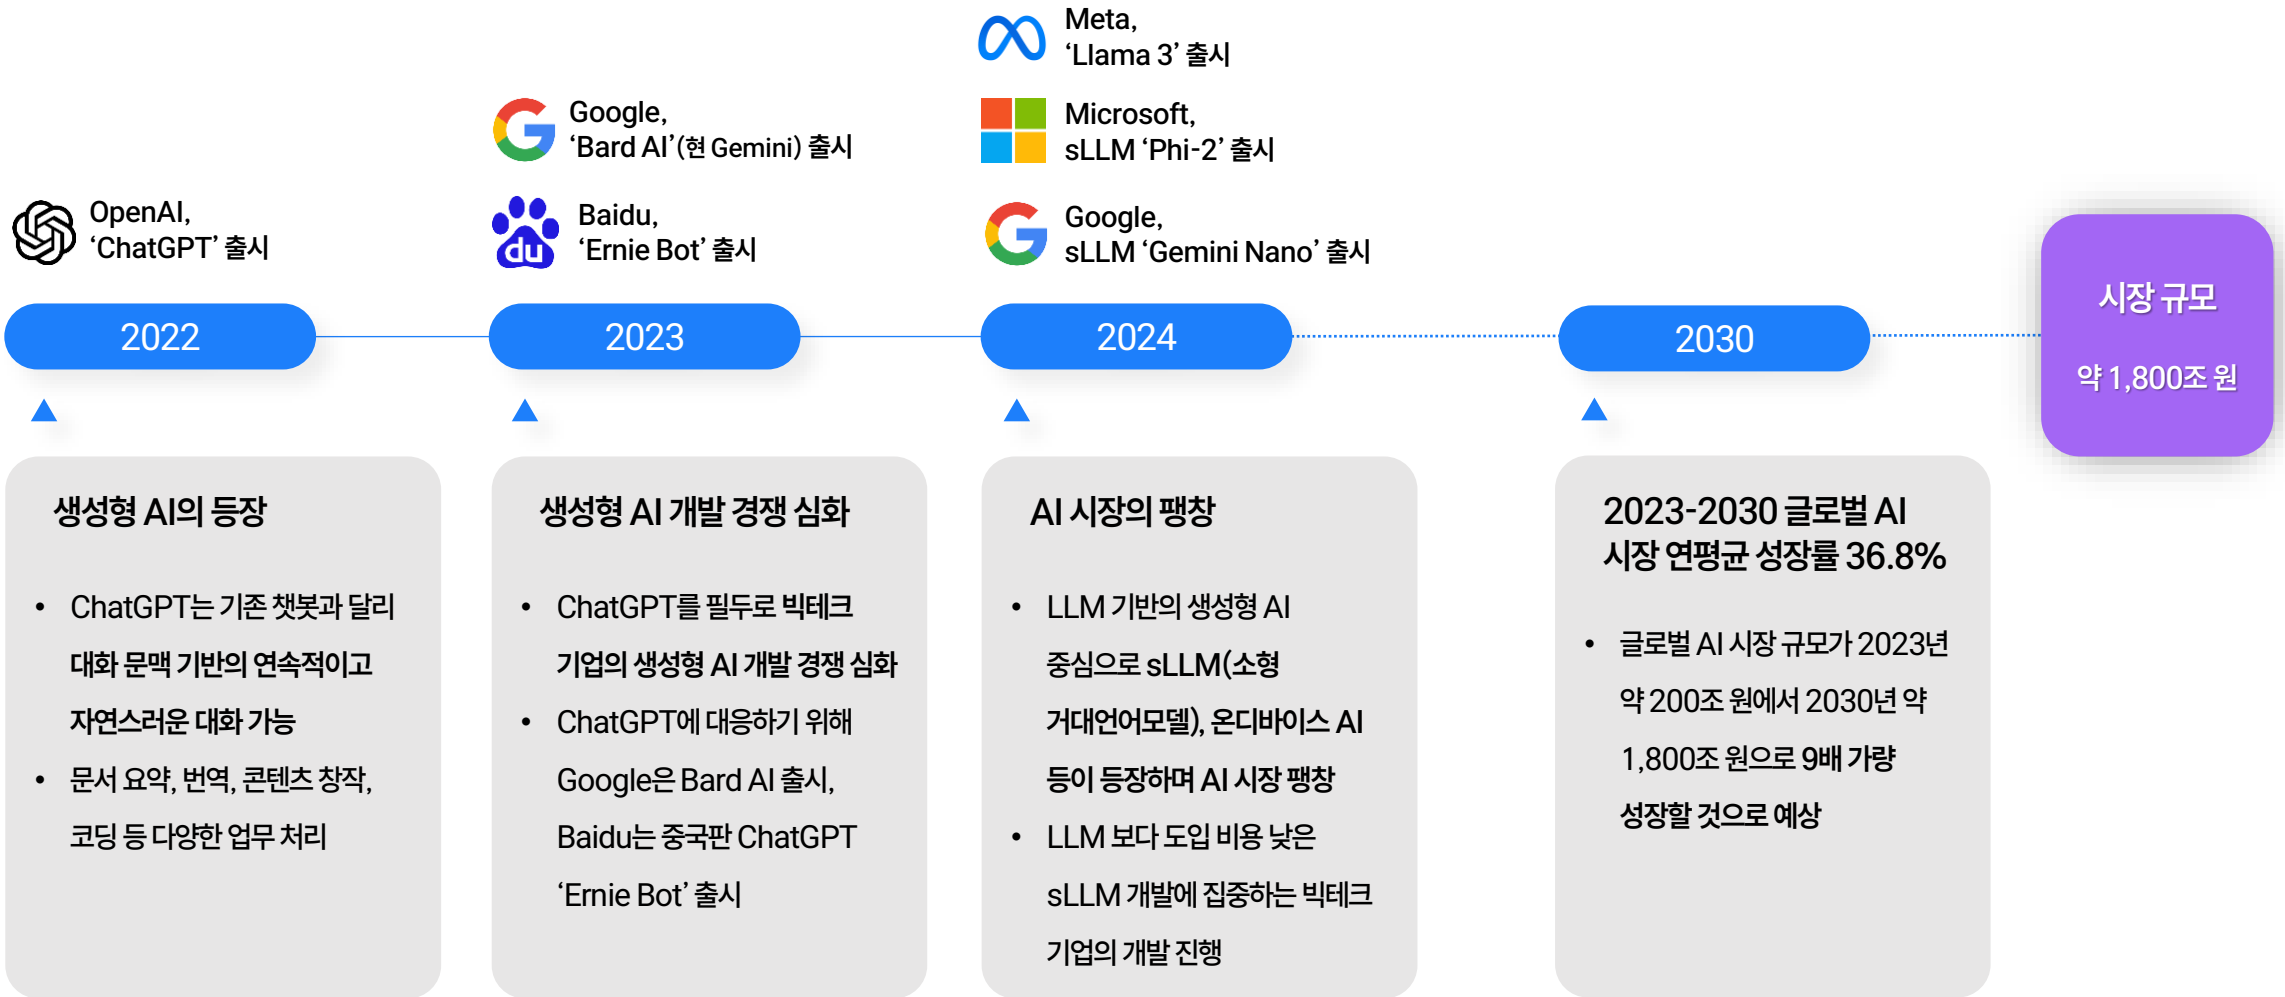 OpenAI,
‘ChatGPT’ 출시
2022
생성형 AI의 등장
• ChatGPT는 기존 챗봇과 달리
대화 문맥 기반의 연속적이고
자연스러운 대화 가능
• 문서 요약, 번역, 콘텐츠 창작,
코딩 등 다양한 업무 처리
Google,
‘Bard AI’(현 Gemini) 출시
du
Baidu,
‘Ernie Bot’ 출시
2023
생성형 AI 개발 경쟁 심화
• ChatGPT를 필두로 빅테크
기업의 생성형 AI 개발 경쟁 심화
• ChatGPT에 대응하기 위해
Google은 Bard AI 출시,
Baidu는 중국판 ChatGPT
‘Ernie Bot’ 출시
Meta,
‘Llama 3’ 출시
Microsoft,
sLLM ‘Phi-2’ 출시
Google,
sLLM ‘Gemini Nano’ 출시
2024
AI 시장의 팽창
• LLM 기반의 생성형 AI
중심으로 sLLM(소형
거대언어모델), 온디바이스 AI
등이 등장하며 AI 시장 팽창
• LLM 보다 도입 비용 낮은
sLLM 개발에 집중하는 빅테크
기업의 개발 진행
2030
2023-2030 글로벌 AI
시장 연평균 성장률 36.8%
• 글로벌 AI 시장 규모가 2023년
약 200조 원에서 2030년 약
1,800조 원으로 9배 가량
성장할 것으로 예상
시장 규모
약 1,800조 원